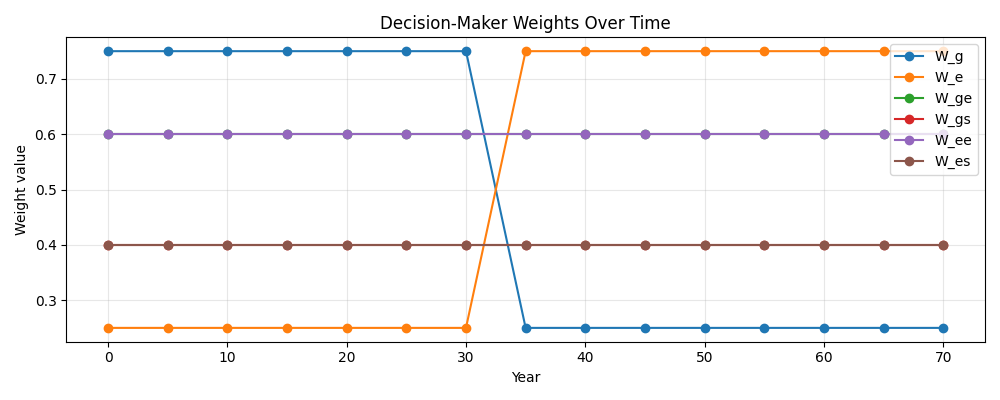 Decision-Maker Weights Over Time
Weight value
0.7
0.6
0.5
0.4
0.3
0 10 20 30 40 50 60 70
Year
W_g
W_e
W_ge
W_gs
W_ee
W_es